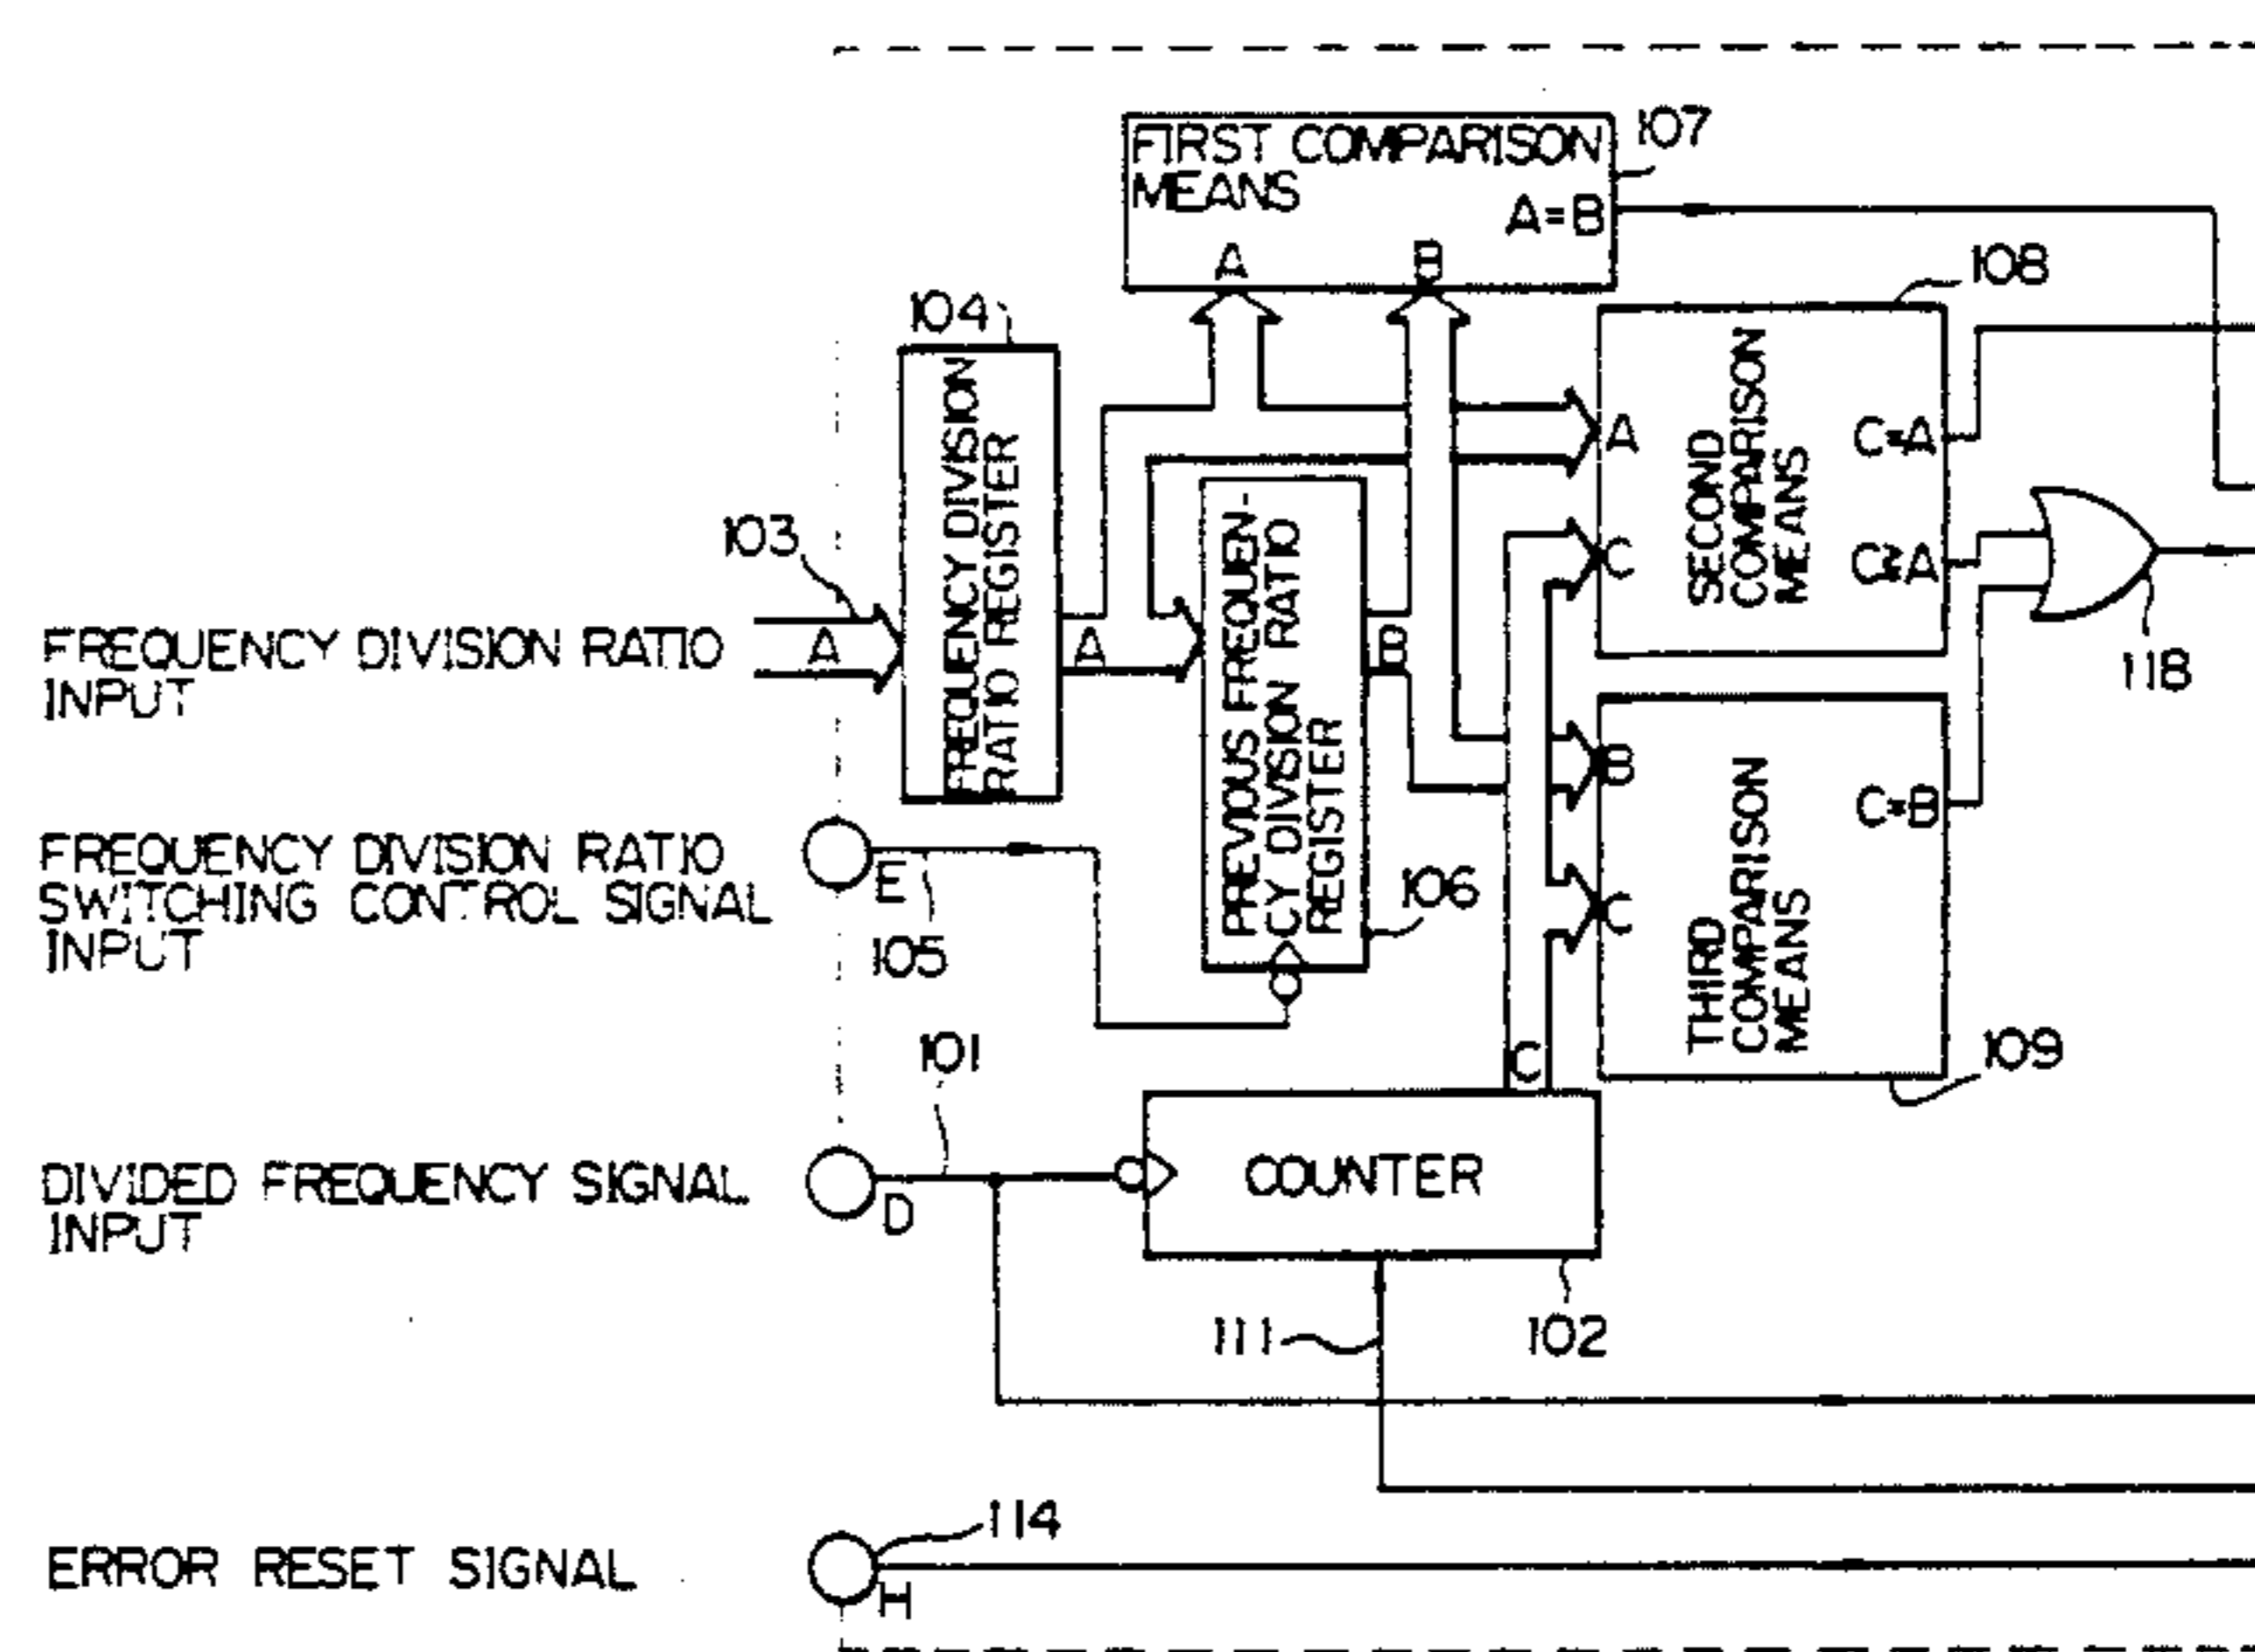 FIRST COMPARISON
MEANS
A=B
A
B
107
108
104
FREQUENCY DIVISION
RATIO REGISTER
SECOND
COMPARISON
MEANS
A
C
C=A
C≥A
118
103
FREQUENCY DIVISION RATIO
INPUT
A
A
PREVIOUS FREQUEN-
CY DIVISION RATIO
REGISTER
B
106
THIRD
COMPARISON
MEANS
B
C
C=B
109
FREQUENCY DIVISION RATIO
SWITCHING CONTROL SIGNAL
INPUT
E
105
101
C
DIVIDED FREQUENCY SIGNAL
INPUT
D
COUNTER
111
102
ERROR RESET SIGNAL
114
H